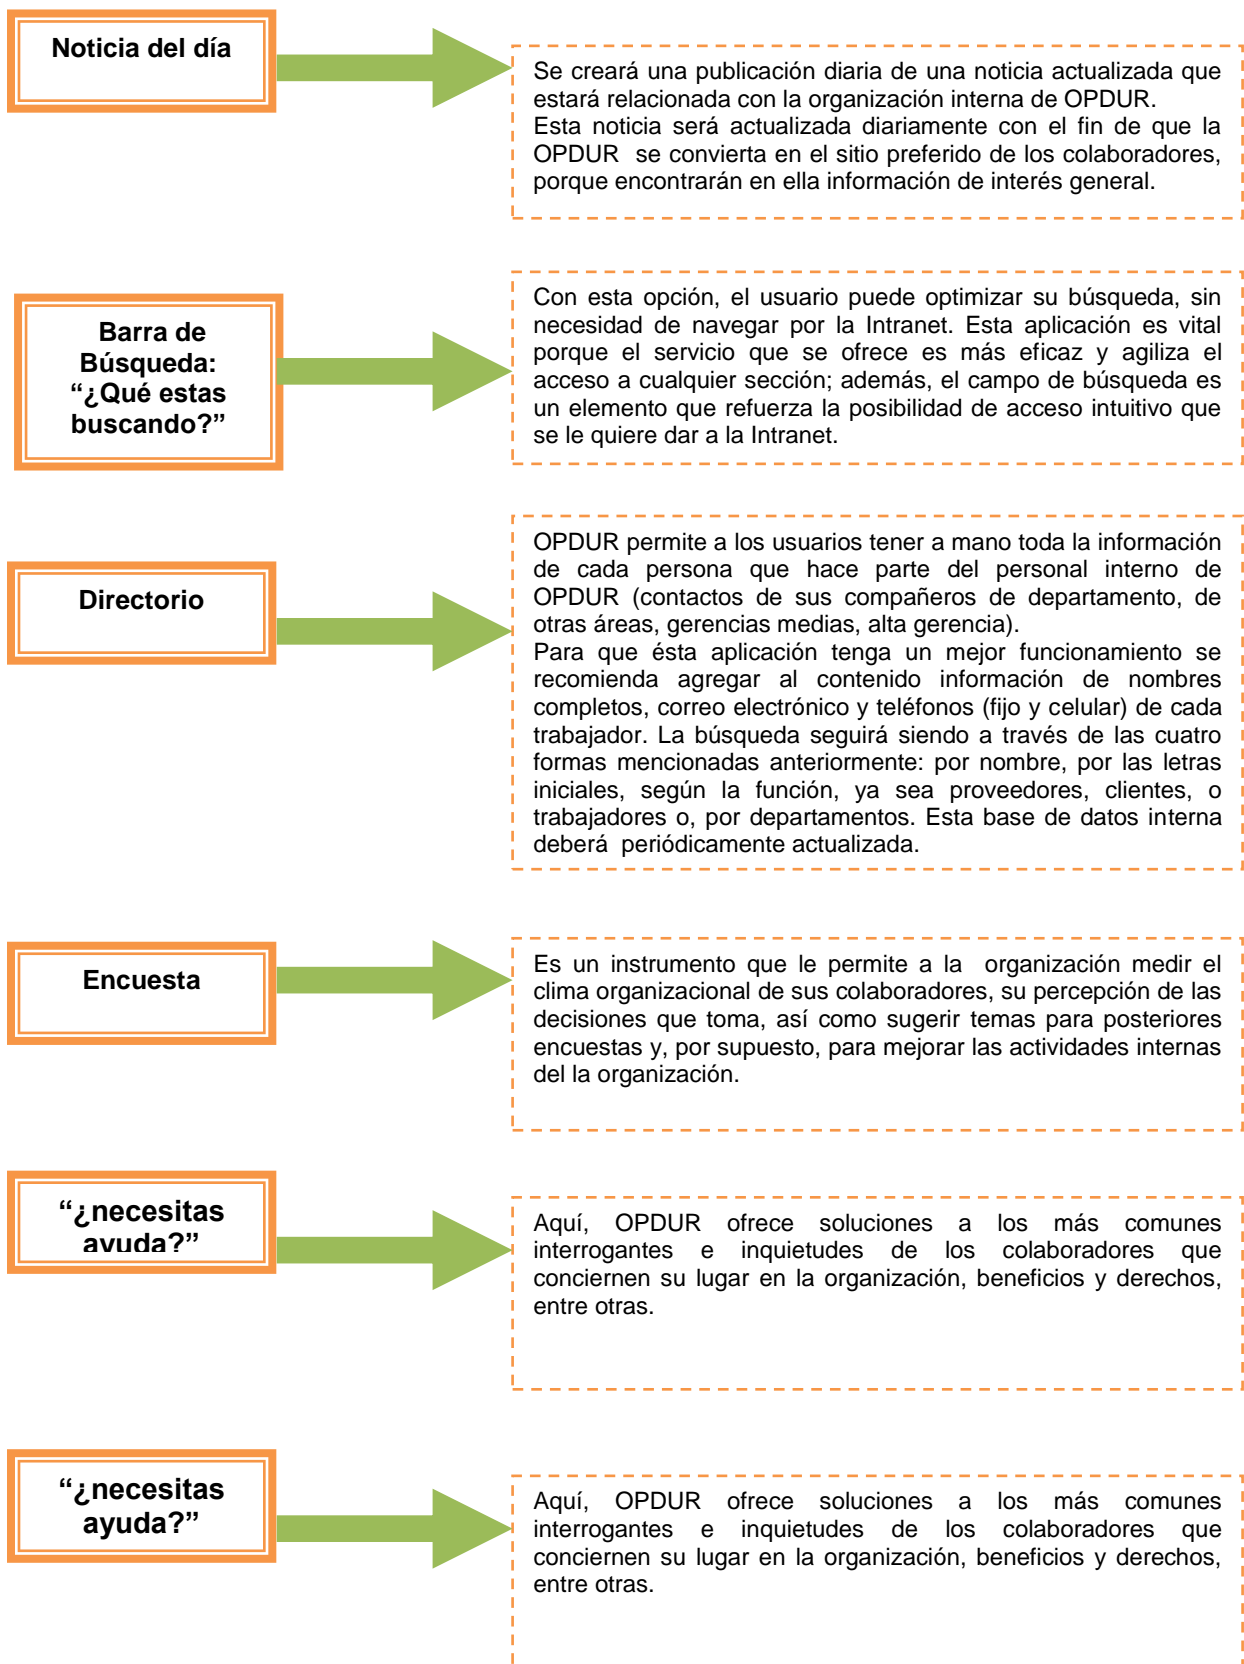 Noticia del día
Se creará una publicación diaria de una noticia actualizada que
estará relacionada con la organización interna de OPDUR.
Esta noticia será actualizada diariamente con el fin de que la
OPDUR se convierta en el sitio preferido de los colaboradores,
porque encontrarán en ella información de interés general.
Barra de
Búsqueda:
“¿Qué estas
buscando?”
Con esta opción, el usuario puede optimizar su búsqueda, sin
necesidad de navegar por la Intranet. Esta aplicación es vital
porque el servicio que se ofrece es más eficaz y agiliza el
acceso a cualquier sección; además, el campo de búsqueda es
un elemento que refuerza la posibilidad de acceso intuitivo que
se le quiere dar a la Intranet.
Directorio
OPDUR permite a los usuarios tener a mano toda la información
de cada persona que hace parte del personal interno de
OPDUR (contactos de sus compañeros de departamento, de
otras áreas, gerencias medias, alta gerencia).
Para que ésta aplicación tenga un mejor funcionamiento se
recomienda agregar al contenido información de nombres
completos, correo electrónico y teléfonos (fijo y celular) de cada
trabajador. La búsqueda seguirá siendo a través de las cuatro
formas mencionadas anteriormente: por nombre, por las letras
iniciales, según la función, ya sea proveedores, clientes, o
trabajadores o, por departamentos. Esta base de datos interna
deberá periódicamente actualizada.
Encuesta
Es un instrumento que le permite a la organización medir el
clima organizacional de sus colaboradores, su percepción de las
decisiones que toma, así como sugerir temas para posteriores
encuestas y, por supuesto, para mejorar las actividades internas
del la organización.
“¿necesitas
ayuda?”
Aquí, OPDUR ofrece soluciones a los más comunes
interrogantes e inquietudes de los colaboradores que
conciernen su lugar en la organización, beneficios y derechos,
entre otras.
“¿necesitas
ayuda?”
Aquí, OPDUR ofrece soluciones a los más comunes
interrogantes e inquietudes de los colaboradores que
conciernen su lugar en la organización, beneficios y derechos,
entre otras.